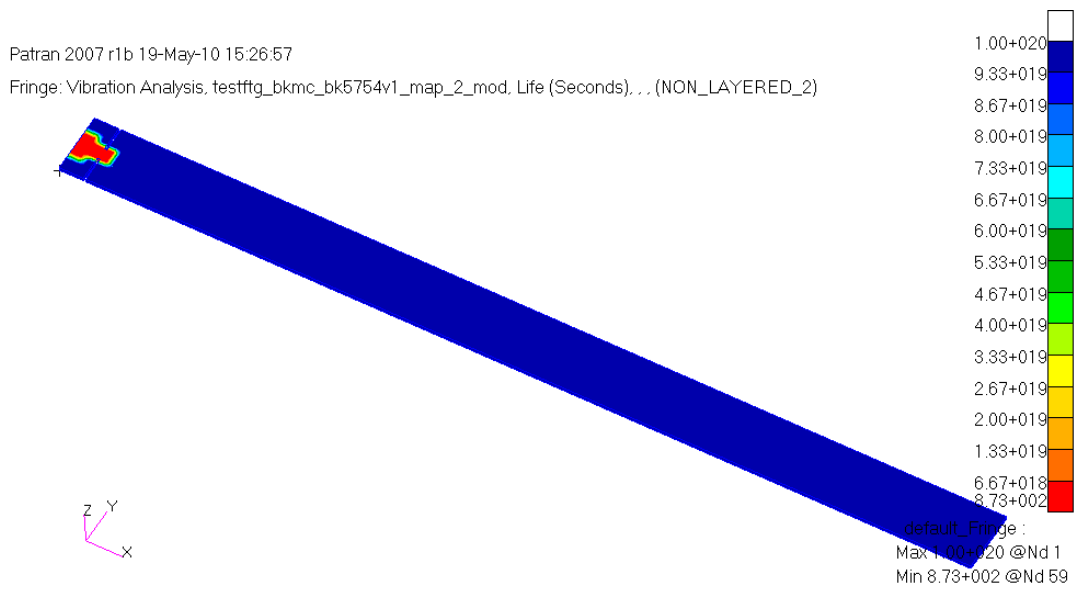 Patran 2007 r1b 19-May-10 15:26:57
Fringe: Vibration Analysis, testftg_bkmc_bk5754v1_map_2_mod, Life (Seconds), , , (NON_LAYERED_2)
1.00+020
9.33+019
8.67+019
8.00+019
7.33+019
6.67+019
6.00+019
5.33+019
4.67+019
4.00+019
3.33+019
2.67+019
2.00+019
1.33+019
6.67+018
8.73+002
default_Fringe :
Max 1.00+020 @Nd 1
Min 8.73+002 @Nd 59
Z
Y
X